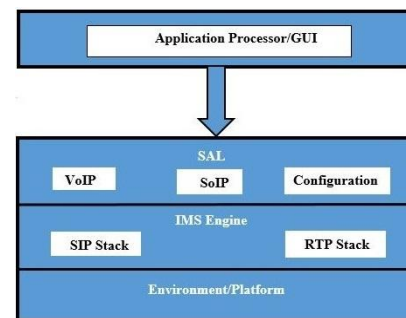 Application Processor/GUI
SAL
VoIP SoIP Configuration
IMS Engine
SIP Stack RTP Stack
Environment/Platform